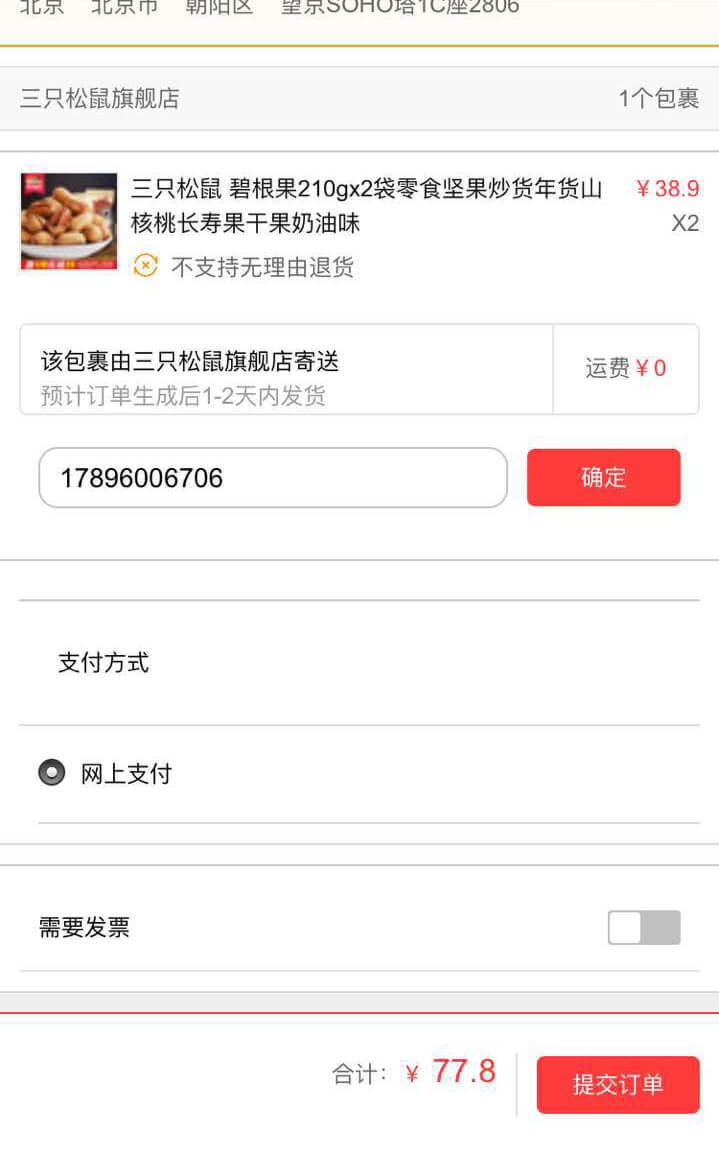 北京 北京市 朝阳区 望京SOHO塔1C座2806
三只松鼠旗舰店 1个包裹
三只松鼠 碧根果210gx2袋零食坚果炒货年货山 ¥38.9
核桃长寿果干果奶油味 X2
不支持无理由退货
该包裹由三只松鼠旗舰店寄送
预计订单生成后1-2天内发货
运费¥0
17896006706 确定
支付方式
网上支付
需要发票
合计: ¥ 77.8 提交订单